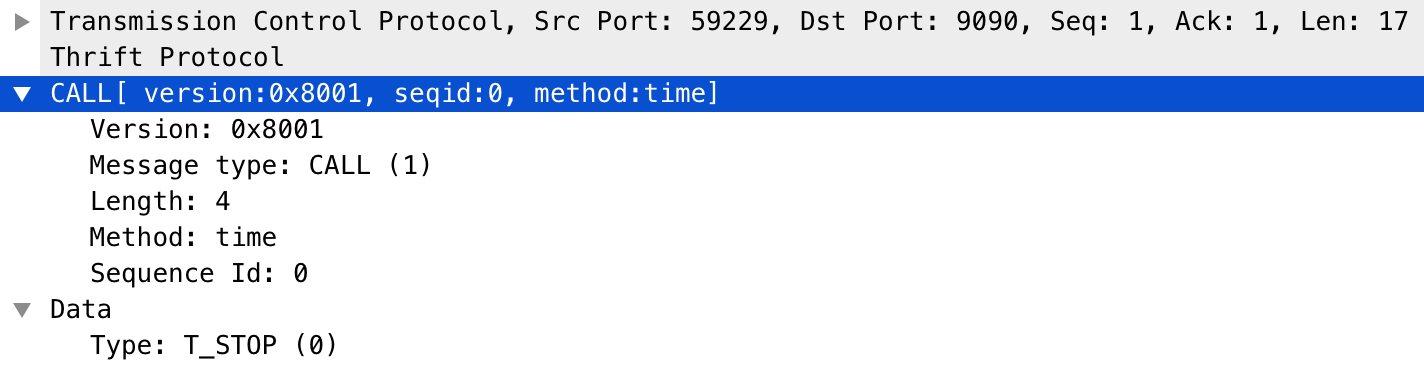 Transmission Control Protocol, Src Port: 59229, Dst Port: 9090, Seq: 1, Ack: 1, Len: 17
Thrift Protocol
CALL[ version:0x8001, seqid:0, method:time]
Version: 0x8001
Message type: CALL (1)
Length: 4
Method: time
Sequence Id: 0
Data
Type: T_STOP (0)